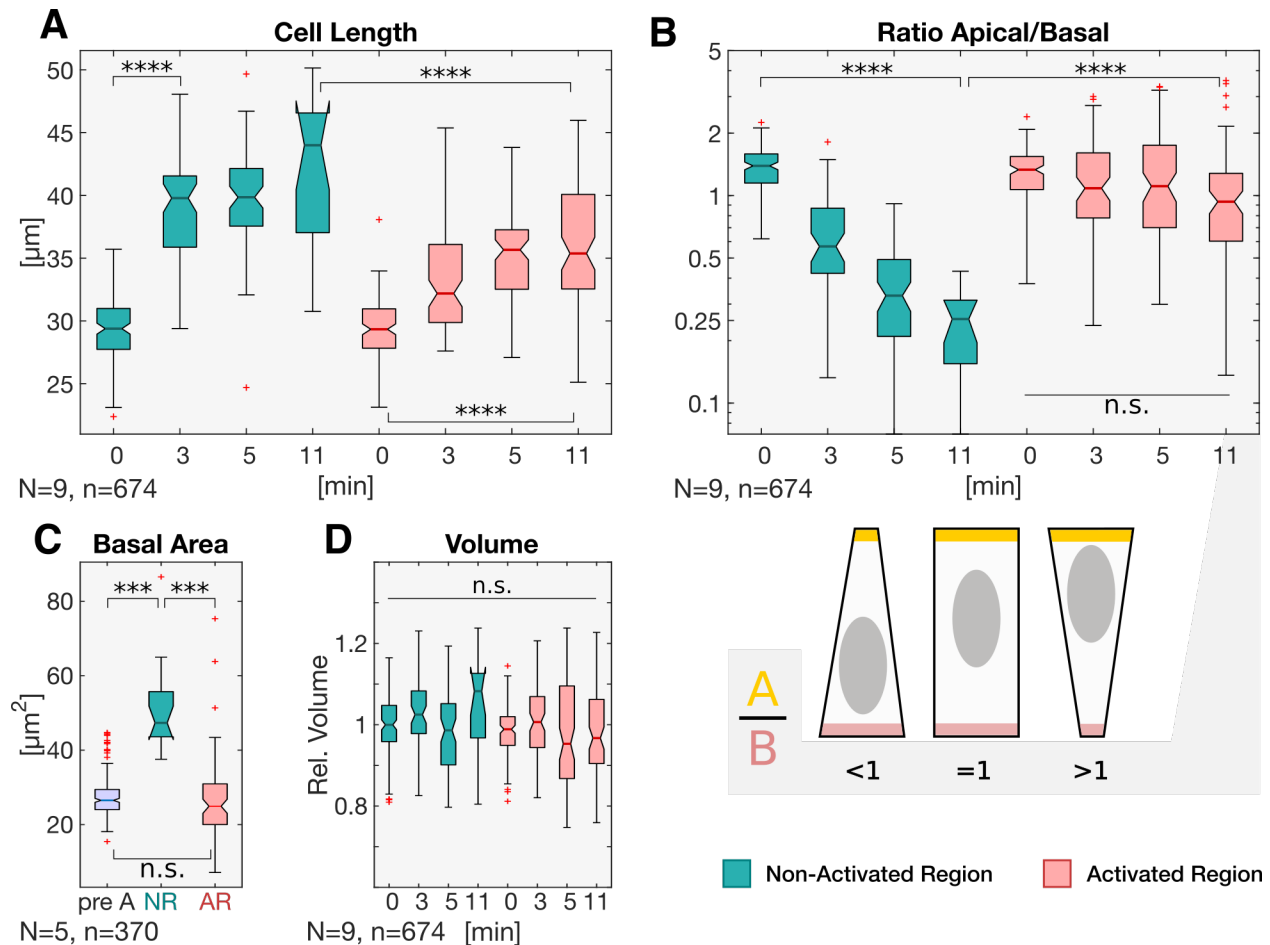 A
Cell Length
[µm]
50
45
40
35
30
25
****
****
****
0 3 5 11 0 3 5 11
N=9, n=674
[min]
B
Ratio Apical/Basal
5
2
1
0.5
0.25
0.1
****
****
n.s.
0 3 5 11 0 3 5 11
N=9, n=674
[min]
C
Basal Area
[µm²]
80
60
40
20
***
***
n.s.
pre A NR AR
N=5, n=370
D
Volume
Rel. Volume
1.2
1
0.8
n.s.
0 3 5 11 0 3 5 11
N=9, n=674
[min]
A
B
<1 =1 >1
Non-Activated Region
Activated Region